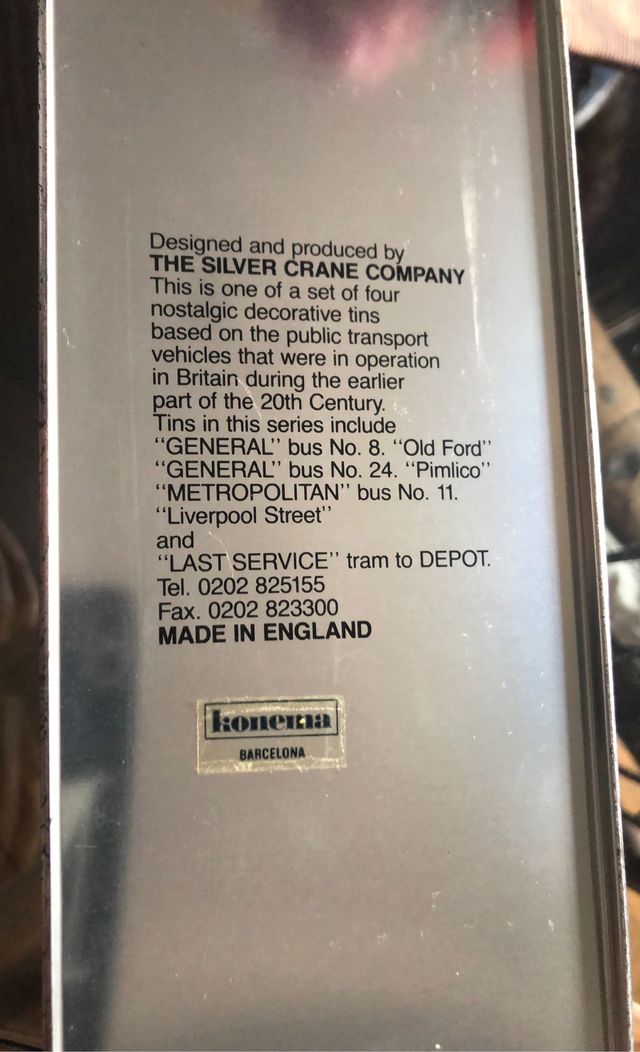 Designed and produced by
THE SILVER CRANE COMPANY
This is one of a set of four
nostalgic decorative tins
based on the public transport
vehicles that were in operation
in Britain during the earlier
part of the 20th Century.
Tins in this series include
‘‘GENERAL’’ bus No. 8. ‘‘Old Ford’’
‘‘GENERAL’’ bus No. 24. ‘‘Pimlico’’
‘‘METROPOLITAN’’ bus No. 11.
‘‘Liverpool Street’’
and
‘‘LAST SERVICE’’ tram to DEPOT.
Tel. 0202 825155
Fax. 0202 823300
MADE IN ENGLAND
konema
BARCELONA